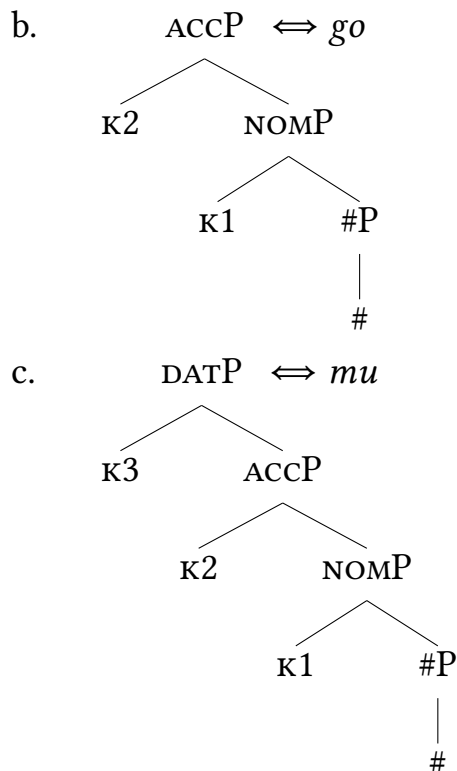 b. ACCP ⇔ go
K2 NOMP
K1 #P
#
c. DATP ⇔ mu
K3 ACCP
K2 NOMP
K1 #P
#